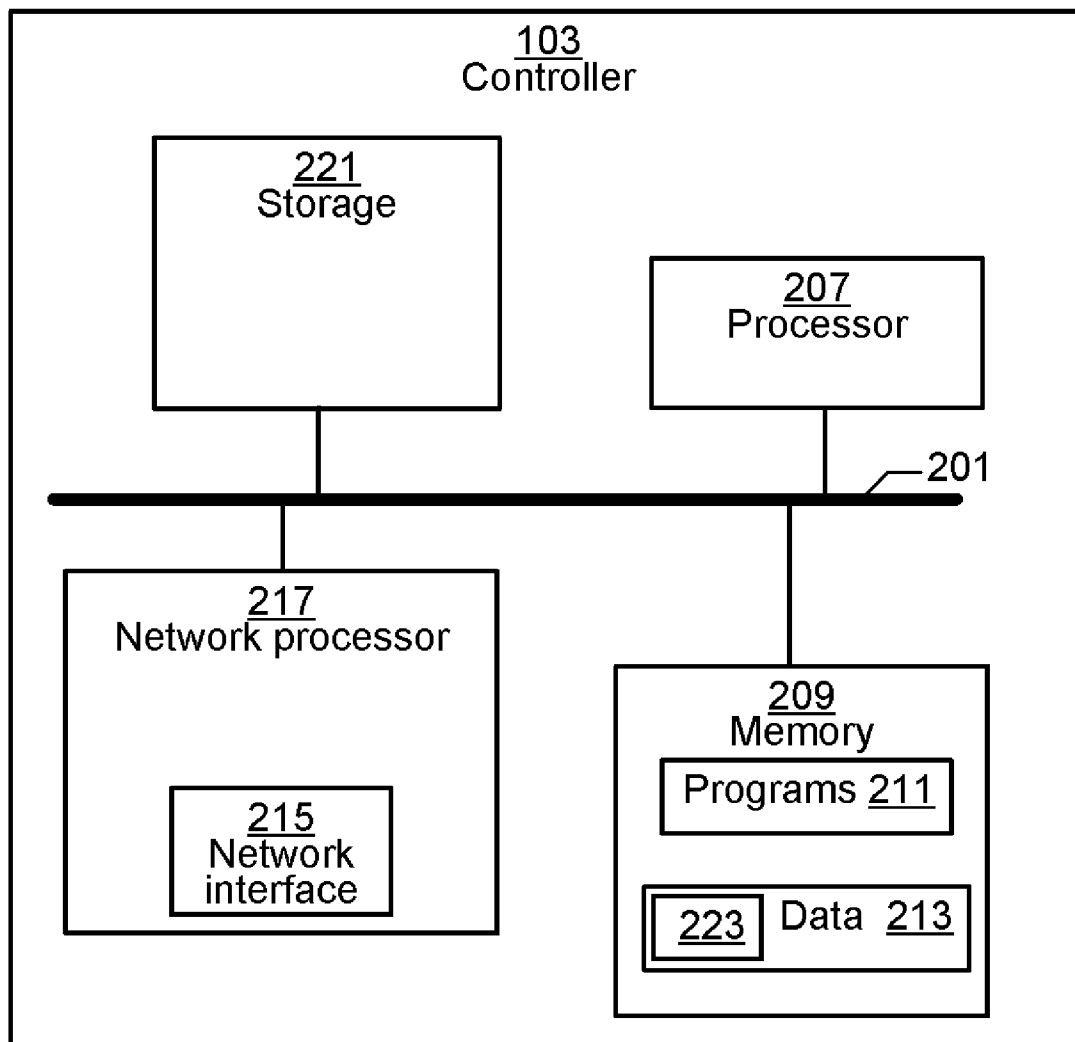 103
Controller
221
Storage
207
Processor
201
217
Network processor
215
Network
interface
209
Memory
Programs 211
223 Data 213